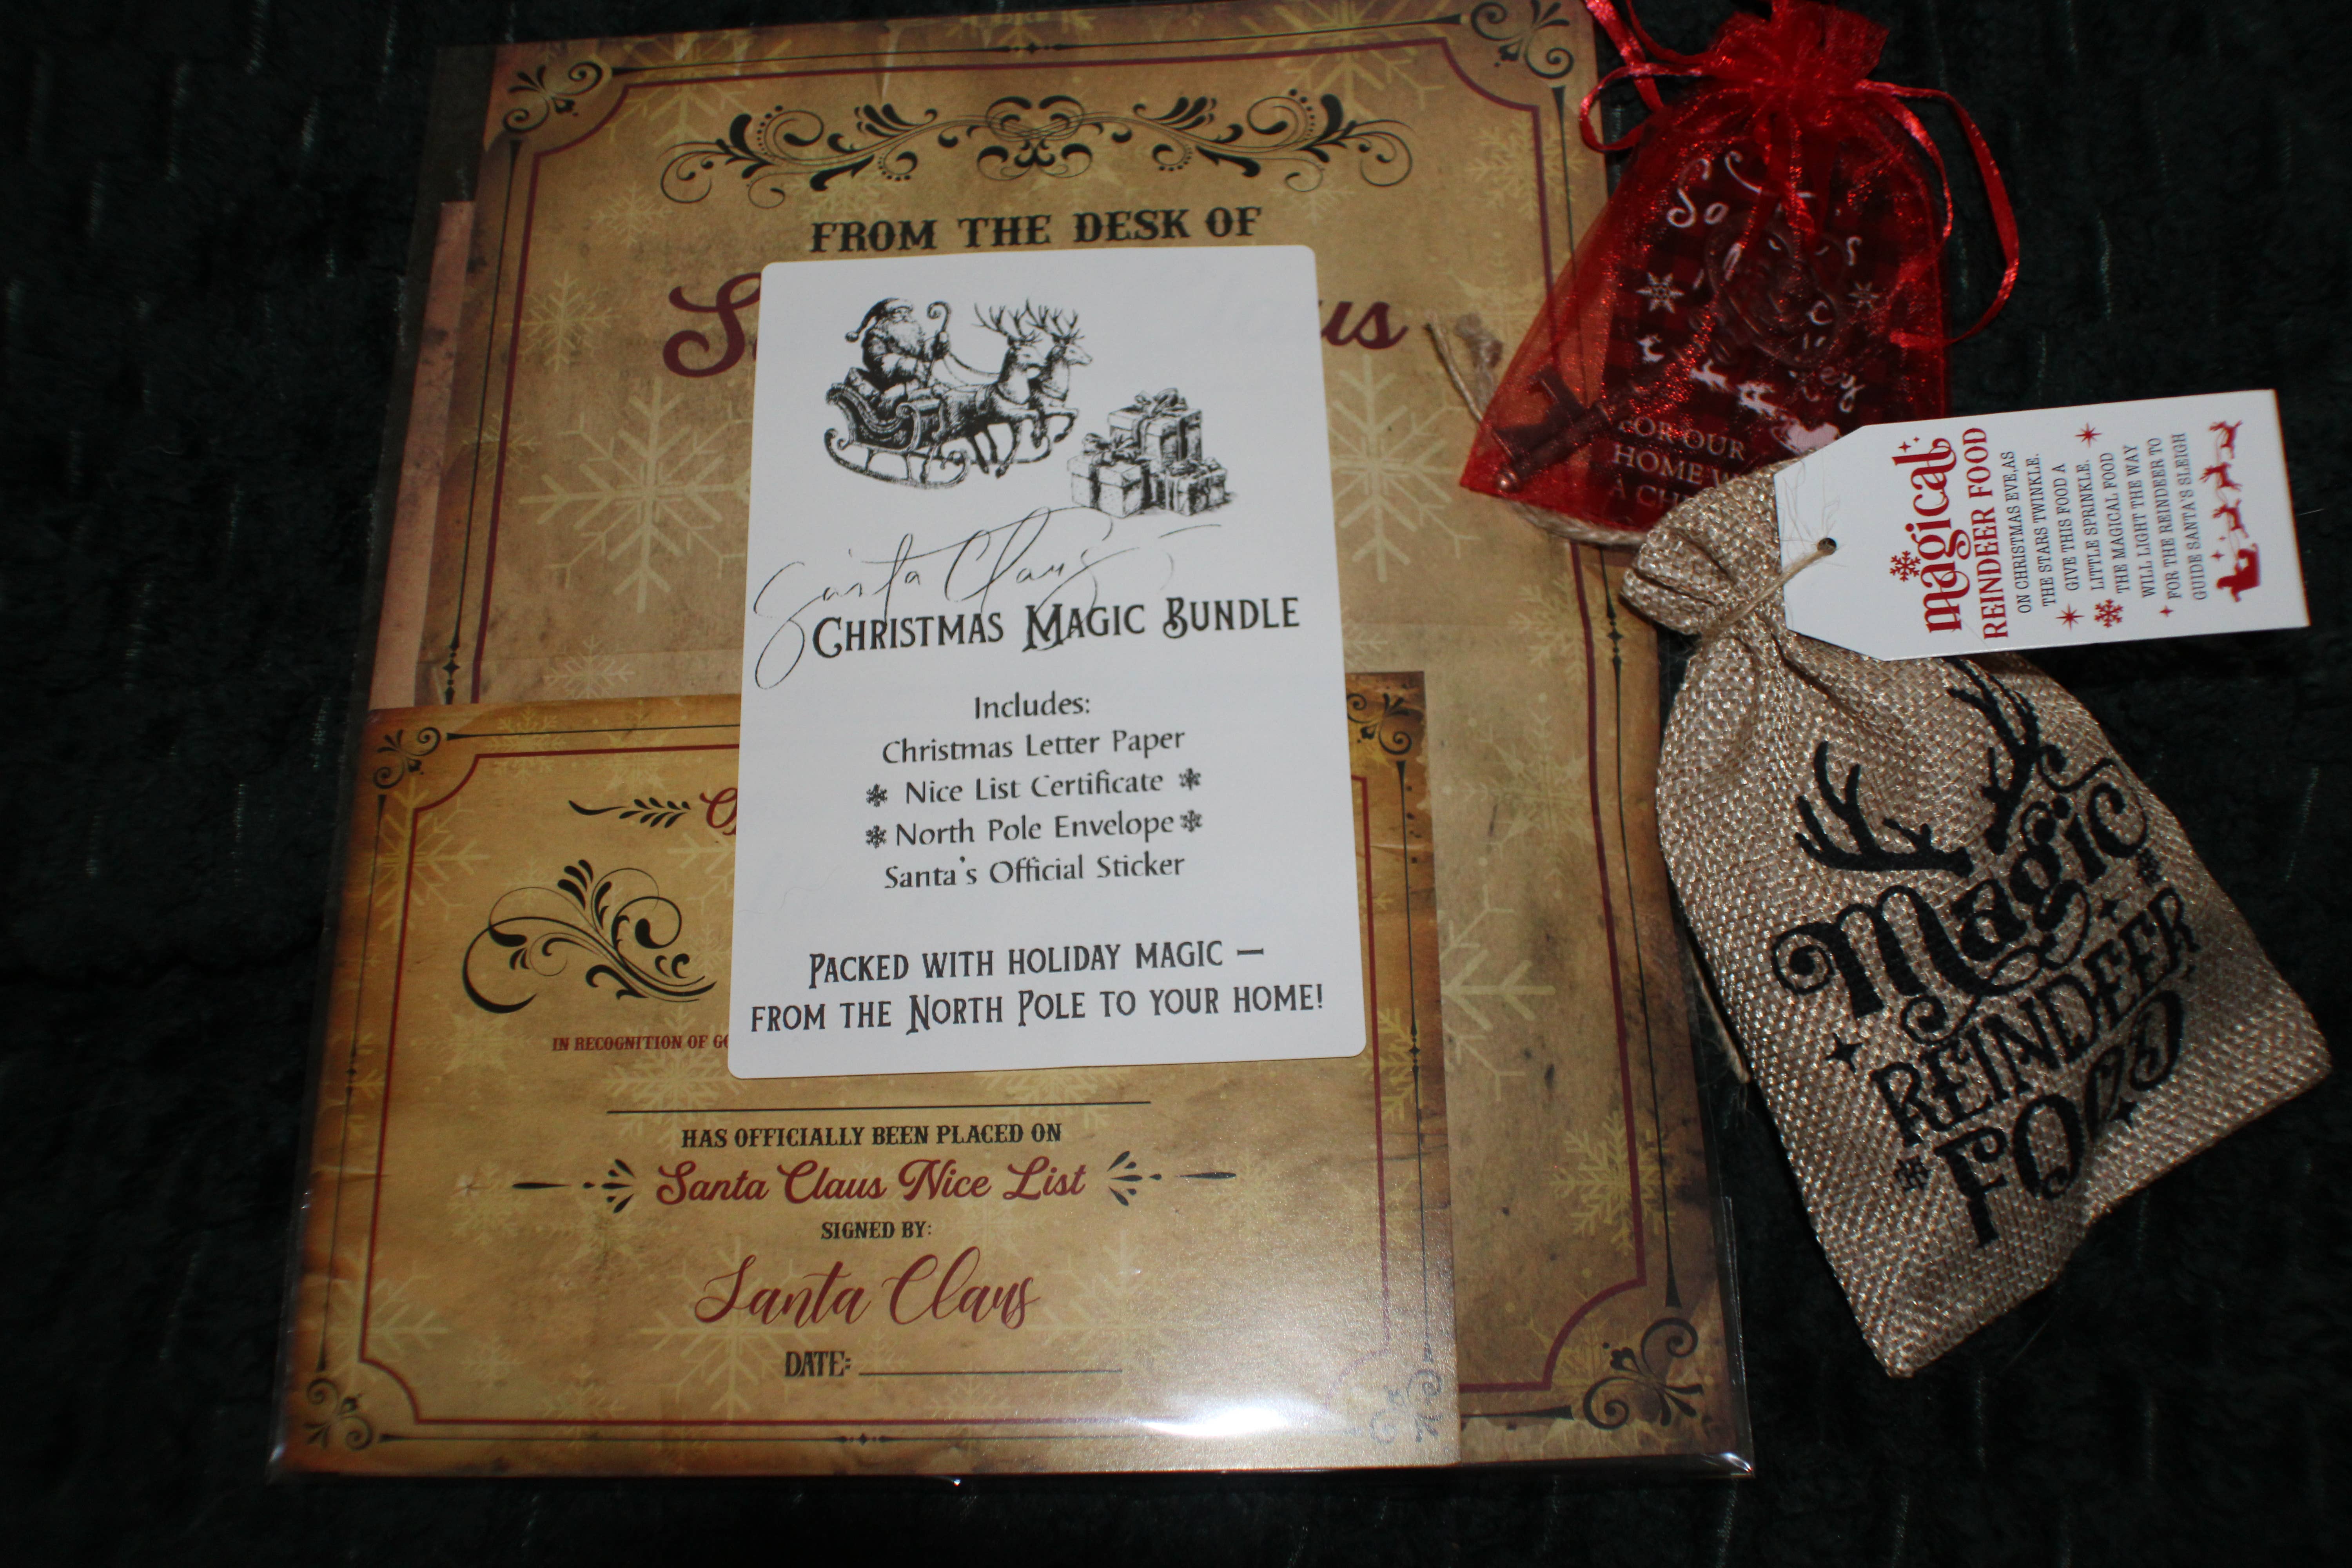 FROM THE DESK OF
Santa Claus
CHRISTMAS MAGIC BUNDLE
Includes:
Christmas Letter Paper
Nice List Certificate
North Pole Envelope
Santa's Official Sticker
PACKED WITH HOLIDAY MAGIC —
FROM THE NORTH POLE TO YOUR HOME!
IN RECOGNITION OF
HAS OFFICIALLY BEEN PLACED ON
Santa Claus Nice List
SIGNED BY:
Santa Claus
DATE:
FOR OUR
HOME
A
magical
REINDEER FOOD
ON CHRISTMAS EVE, AS
THE STARS TWINKLE.
GIVE THIS FOOD A
LITTLE SPRINKLE.
THE MAGICAL FOOD
WILL LIGHT THE WAY
FOR THE REINDEER TO
GUIDE SANTA'S SLEIGH
Magic
REINDEER
FOOD